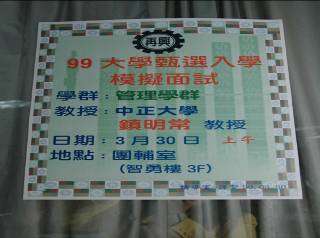 再興
99 大學甄選入學
模擬面試
學群：管理學群
教授：中正大學
鎮明常 教授
日期：3 月 30 日 上午
地點：團輔室
(智勇樓 3F)